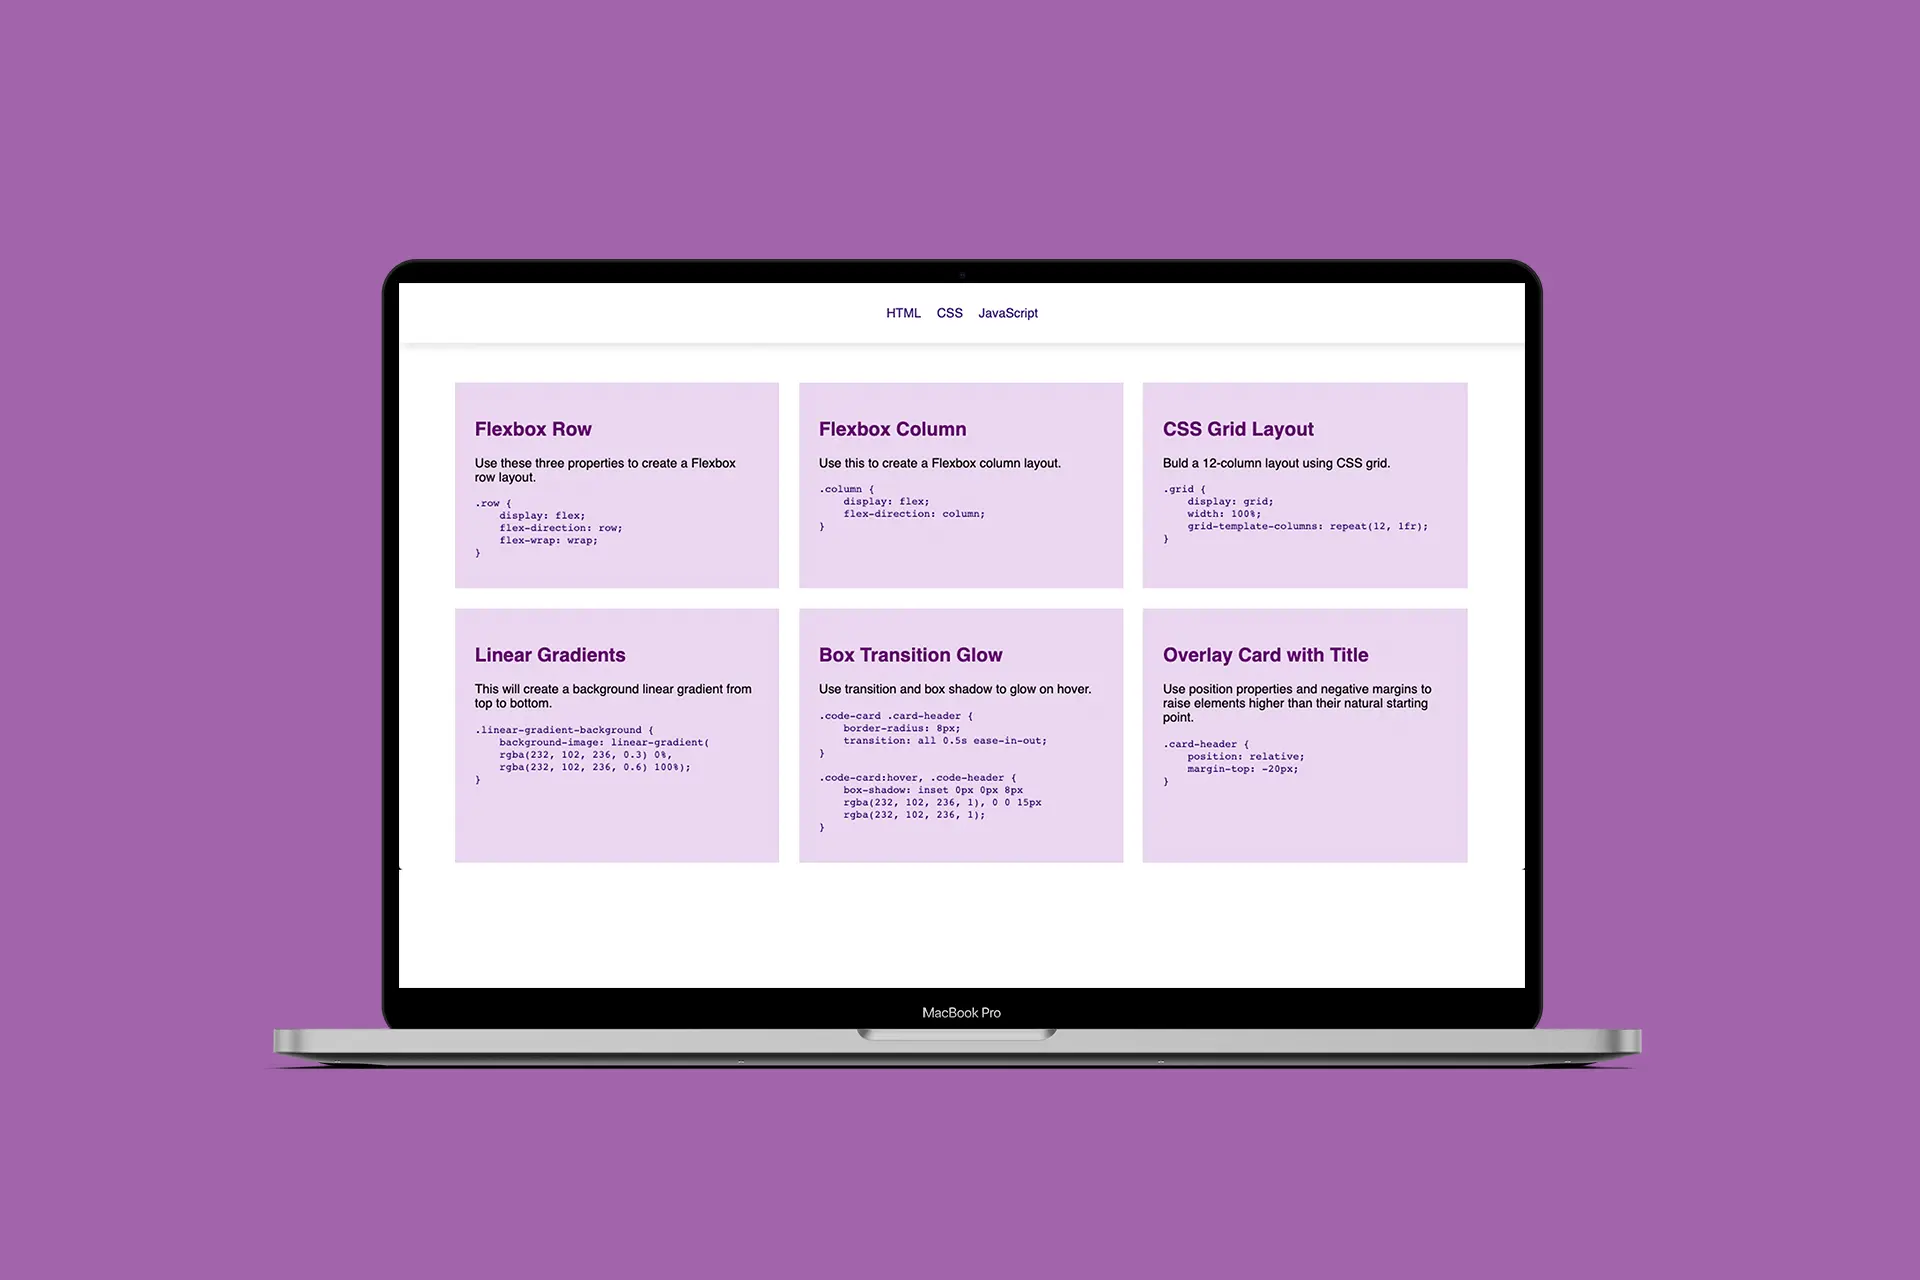 HTML CSS JavaScript
Flexbox Row
Use these three properties to create a Flexbox
row layout.
.row {
    display: flex;
    flex-direction: row;
    flex-wrap: wrap;
}
Flexbox Column
Use this to create a Flexbox column layout.
.column {
    display: flex;
    flex-direction: column;
}
CSS Grid Layout
Buld a 12-column layout using CSS grid.
.grid {
    display: grid;
    width: 100%;
    grid-template-columns: repeat(12, 1fr);
}
Linear Gradients
This will create a background linear gradient from
top to bottom.
.linear-gradient-background {
    background-image: linear-gradient(
    rgba(232, 102, 236, 0.3) 0%,
    rgba(232, 102, 236, 0.6) 100%);
}
Box Transition Glow
Use transition and box shadow to glow on hover.
.code-card .card-header {
    border-radius: 8px;
    transition: all 0.5s ease-in-out;
}
.code-card:hover, .code-header {
    box-shadow: inset 0px 0px 8px
    rgba(232, 102, 236, 1), 0 0 15px
    rgba(232, 102, 236, 1);
}
Overlay Card with Title
Use position properties and negative margins to
raise elements higher than their natural starting
point.
.card-header {
    position: relative;
    margin-top: -20px;
}
MacBook Pro